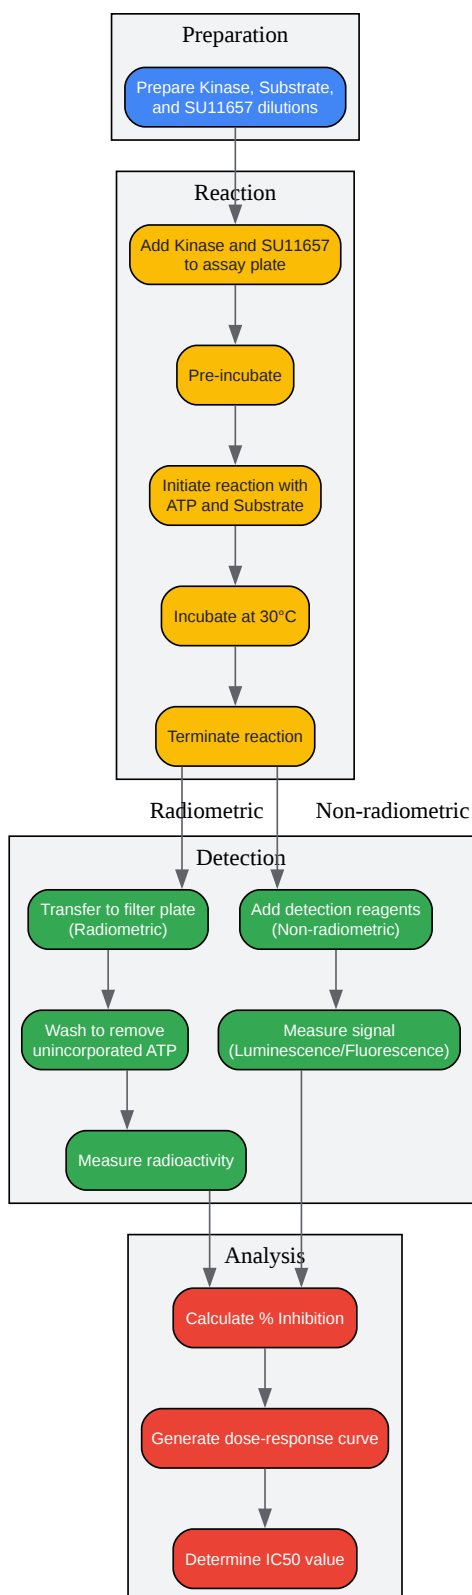 Preparation
Prepare Kinase, Substrate,
and SU11657 dilutions
Reaction
Add Kinase and SU11657
to assay plate
Pre-incubate
Initiate reaction with
ATP and Substrate
Incubate at 30°C
Terminate reaction
Radiometric
Non-radiometric
Detection
Transfer to filter plate
(Radiometric)
Add detection reagents
(Non-radiometric)
Wash to remove
unincorporated ATP
Measure signal
(Luminescence/Fluorescence)
Measure radioactivity
Analysis
Calculate % Inhibition
Generate dose-response curve
Determine IC50 value